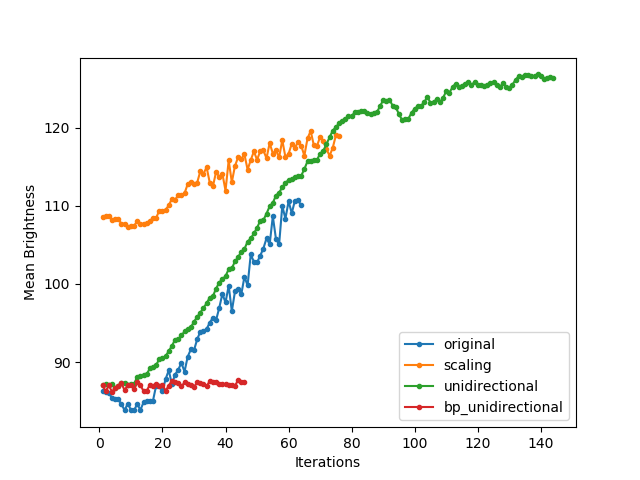 120
110
100
90
Mean Brightness
0 20 40 60 80 100 120 140
Iterations
original
scaling
unidirectional
bp_unidirectional